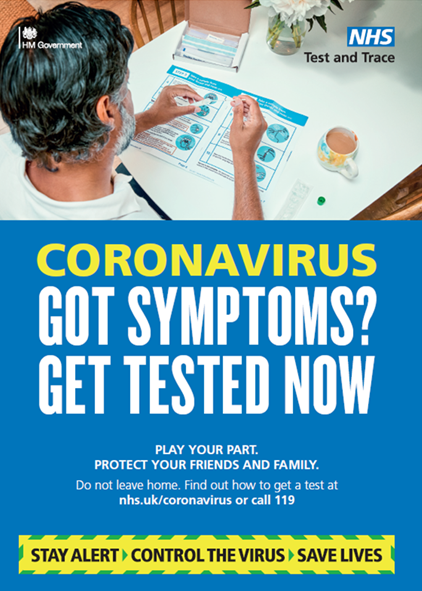 HM Government
NHS
Test and Trace
CORONAVIRUS
GOT SYMPTOMS?
GET TESTED NOW
PLAY YOUR PART.
PROTECT YOUR FRIENDS AND FAMILY.
Do not leave home. Find out how to get a test at
nhs.uk/coronavirus or call 119
STAY ALERT CONTROL THE VIRUS SAVE LIVES